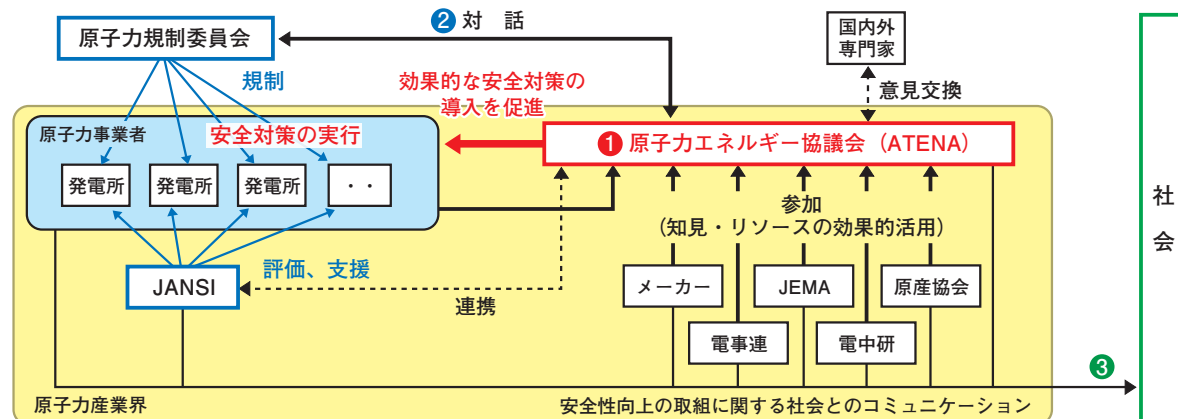 原子力規制委員会
❷ 対 話
国内外
専門家
規制
効果的な安全対策の
導入を促進
意見交換
原子力事業者
安全対策の実行
❶ 原子力エネルギー協議会（ATENA）
発電所
発電所
発電所
・・
参加
（知見・リソースの効果的活用）
社
会
JANSI
評価、支援
連携
メーカー
JEMA
原産協会
電事連
電中研
❸
原子力産業界
安全性向上の取組に関する社会とのコミュニケーション